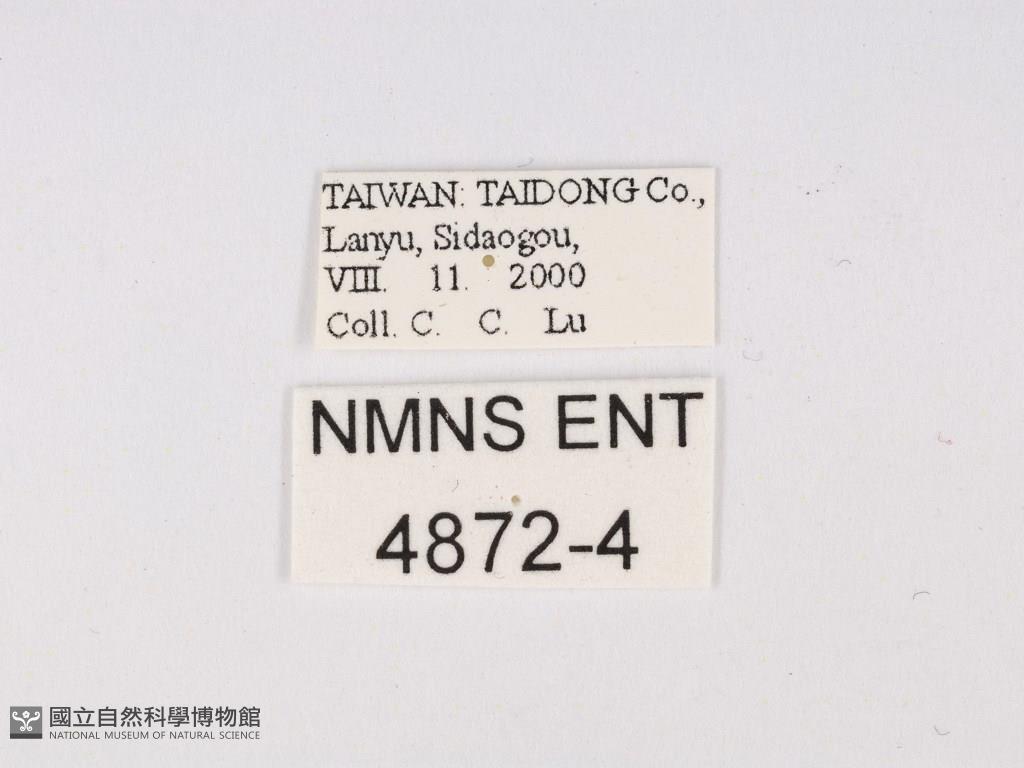 TAIWAN: TAIDONG Co.,
Lanyu, Sidaogou,
VIII. 11. 2000
Coll. C. C. Lu
NMNS ENT
4872-4
國立自然科學博物館
NATIONAL MUSEUM OF NATURAL SCIENCE